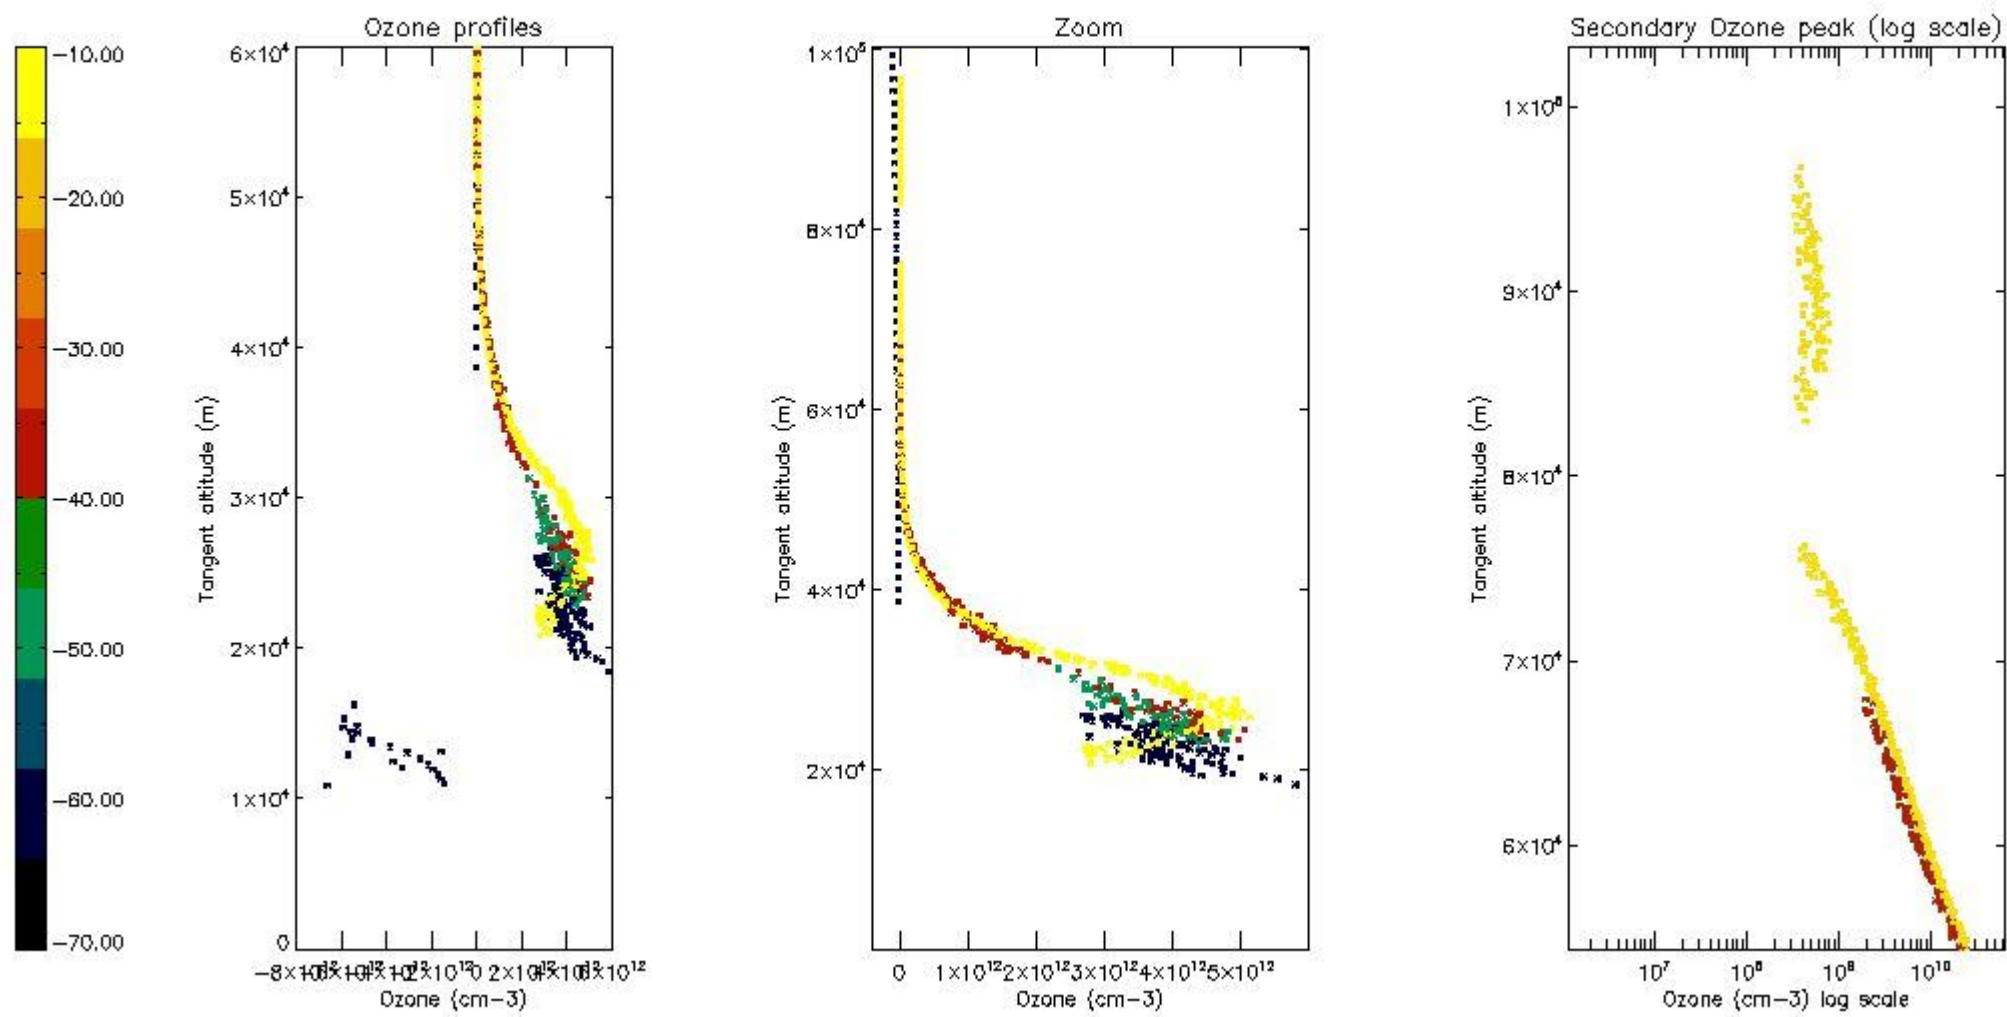 Ozone profiles
Zoom
Secondary Ozone peak (log scale)
-10.00
-20.00
-30.00
-40.00
-50.00
-60.00
-70.00
6×10⁴
5×10⁴
4×10⁴
3×10⁴
2×10⁴
1×10⁴
0
Tangent altitude (m)
0 2×10¹² 6×10¹²
Ozone (cm-3)
1×10⁵
8×10⁴
6×10⁴
4×10⁴
2×10⁴
Tangent altitude (m)
0 1×10¹² 2×10¹² 3×10¹² 4×10¹² 5×10¹²
Ozone (cm-3)
9×10⁴
8×10⁴
7×10⁴
6×10⁴
Tangent altitude (m)
10⁷ 10⁸ 10⁹ 10¹⁰
Ozone (cm-3) log scale